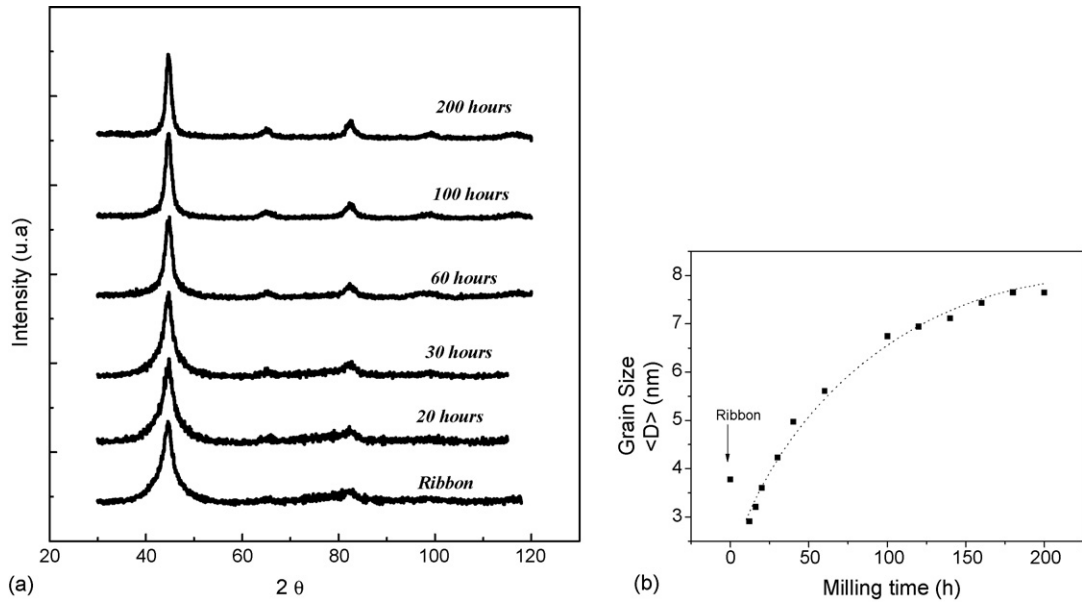 200 hours
100 hours
60 hours
30 hours
20 hours
Ribbon
Intensity (u.a)
20 40 60 80 100 120
2 θ
(a)
8
7
6
5
4
3
Grain Size
<D> (nm)
Ribbon
0 50 100 150 200
Milling time (h)
(b)